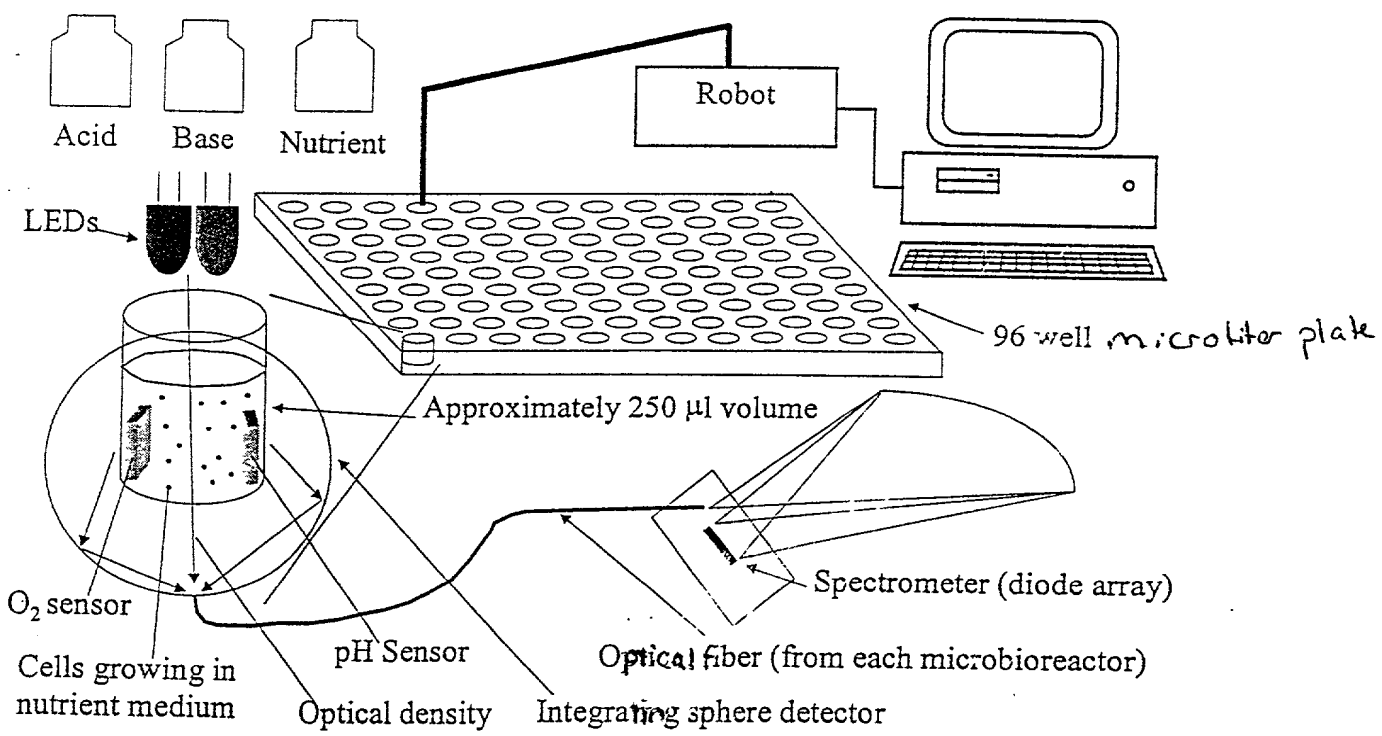 Acid
Base
Nutrient
Robot
LEDs
96 well microtiter plate
Approximately 250 µl volume
Spectrometer (diode array)
O₂ sensor
pH Sensor
Optical fiber (from each microbioreactor)
Cells growing in
nutrient medium
Optical density
Integrating sphere detector